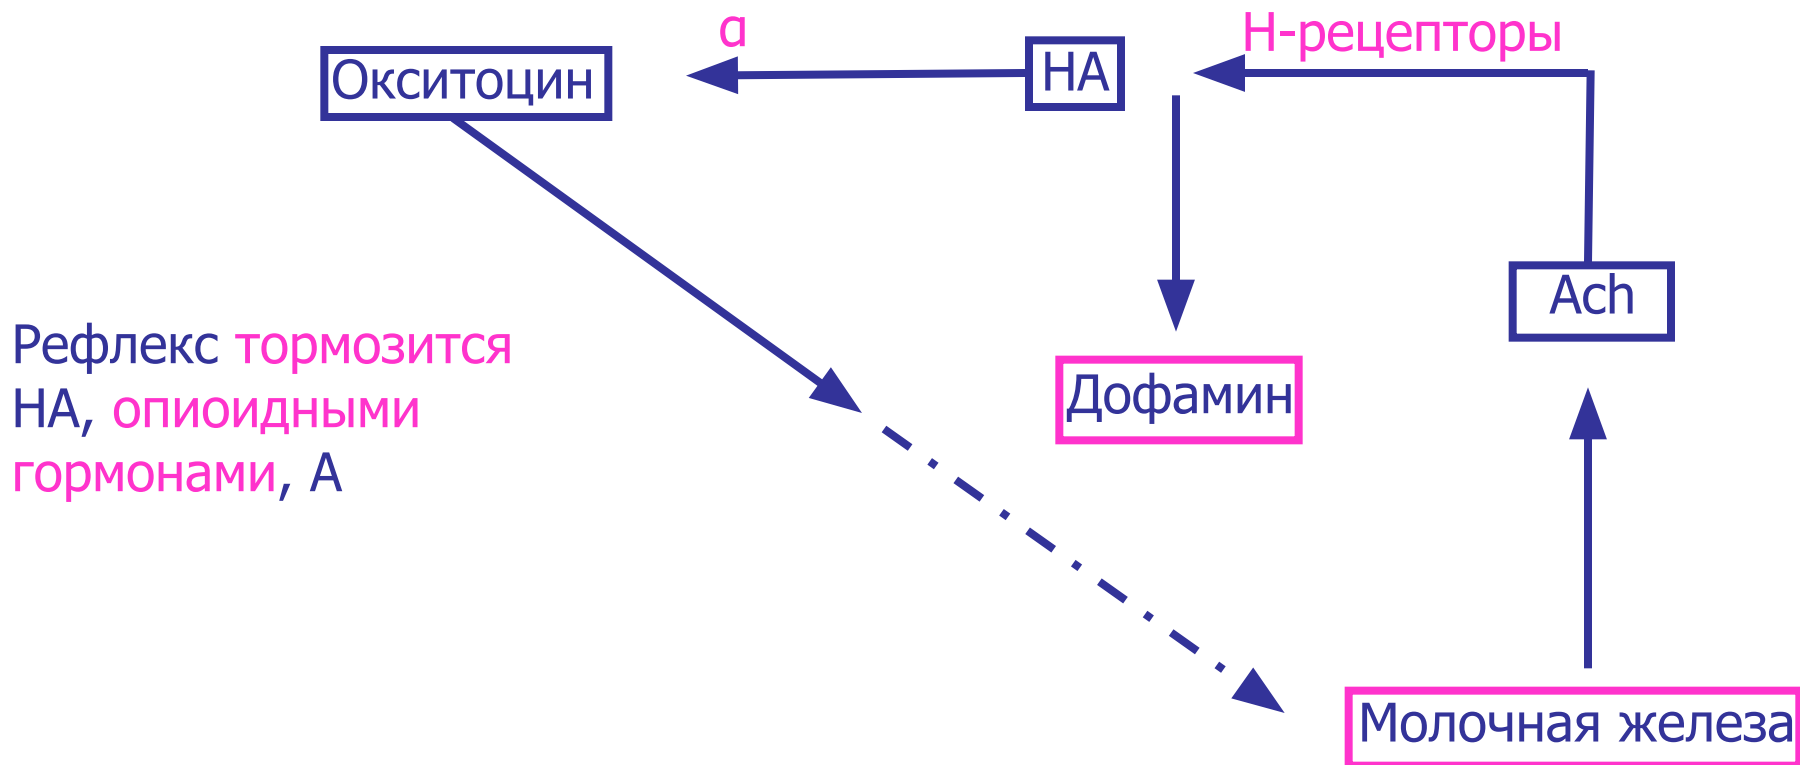 α
Н-рецепторы
Окситоцин
НА
Ach
Рефлекс тормозится
НА, опиоидными
гормонами, А
Дофамин
Молочная железа